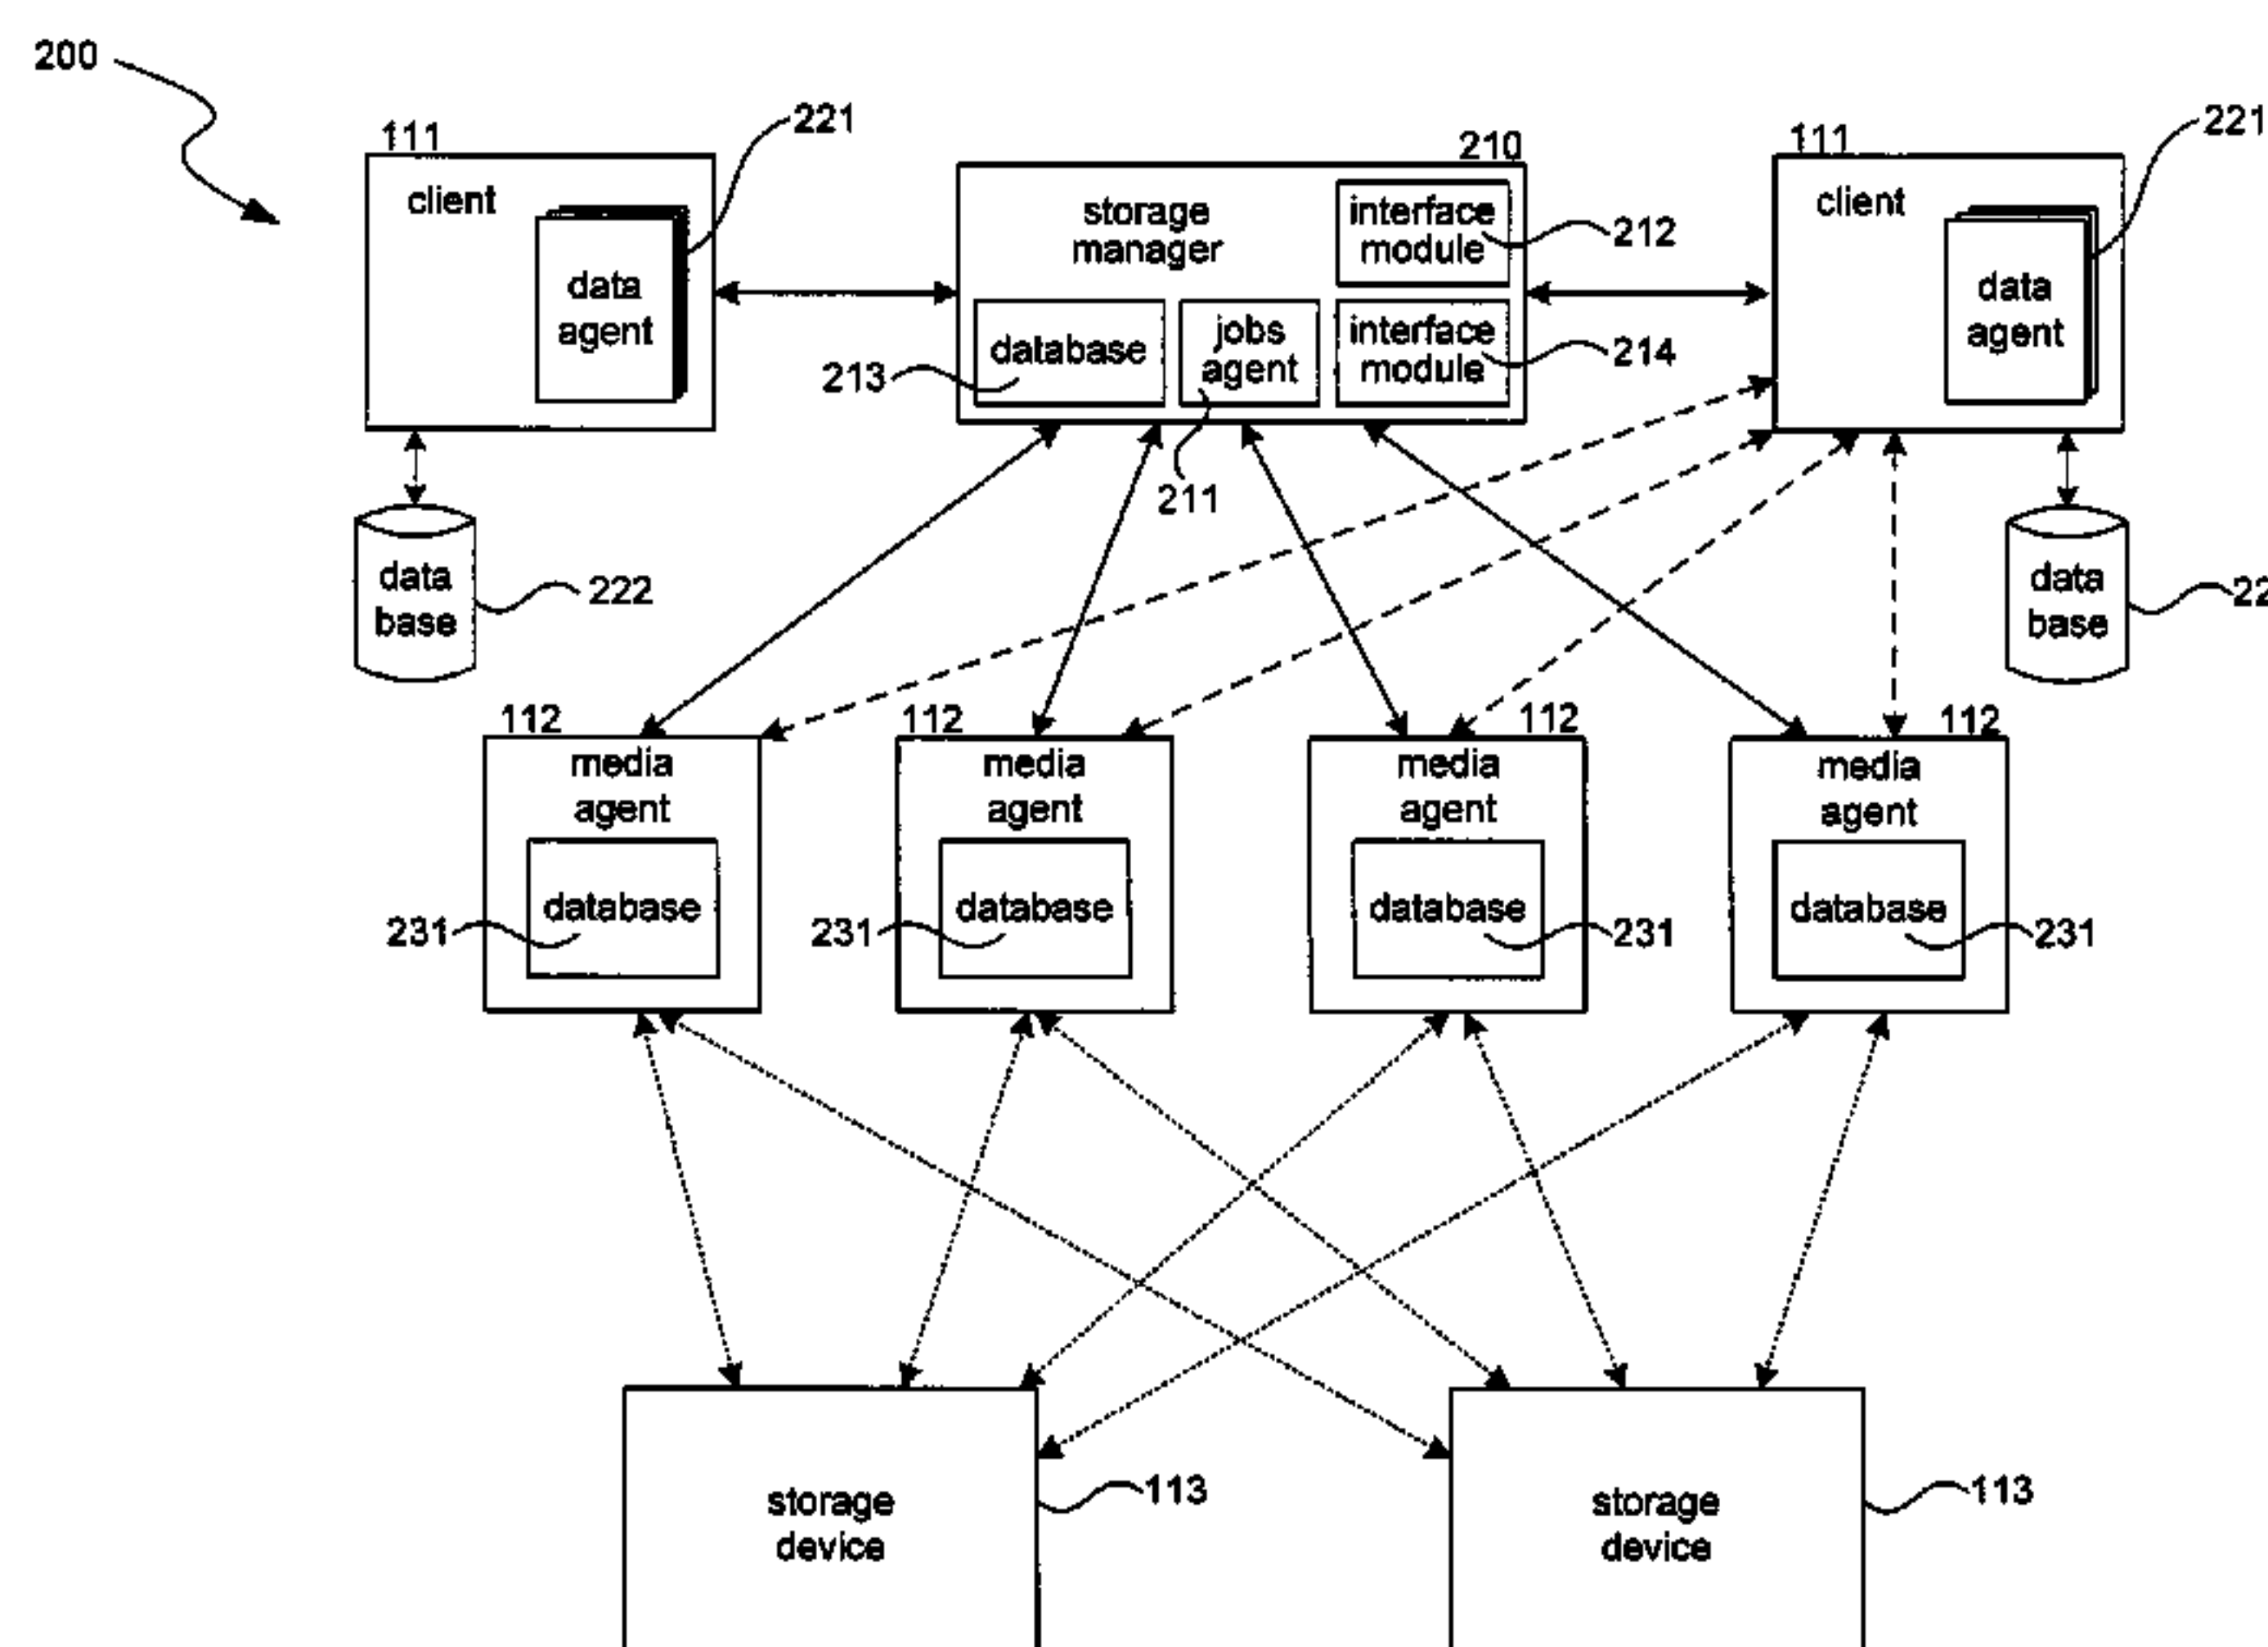 200
111
221
210
111
221
client
storage
manager
interface
module
212
client
data
agent
data
agent
213
database
jobs
agent
interface
module
214
211
data
base
222
data
base
22
112
112
112
112
media
agent
media
agent
media
agent
media
agent
231
database
231
database
database
231
database
231
storage
device
113
storage
device
113